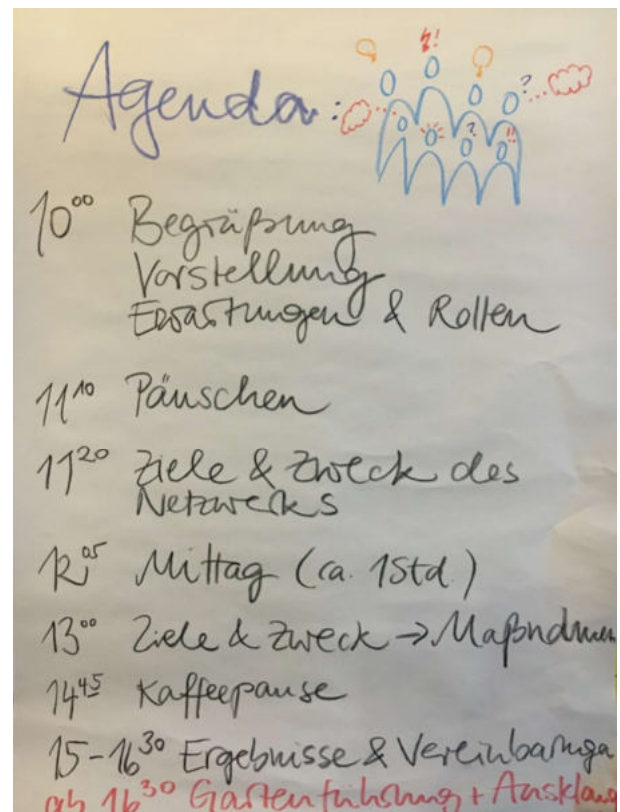 Agenda:
10⁰⁰ Begrüßung
Vorstellung
Erwartungen & Rollen
11¹⁰ Päuschen
11²⁰ Ziele & Zweck des
Netzwerks
12⁰⁵ Mittag (ca. 1Std.)
13⁰⁰ Ziele & Zweck → Maßnahmen
14⁴⁵ Kaffeepause
15-16³⁰ Ergebnisse & Vereinbarunga
ab 16³⁰ Gartenführung + Ausklang